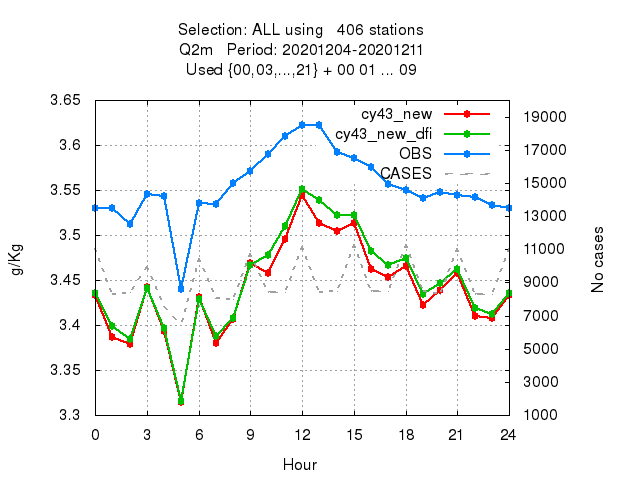 Selection: ALL using   406 stations
Q2m   Period: 20201204-20201211
Used {00,03,...,21} + 00 01 ... 09
cy43_new
cy43_new_dfi
OBS
CASES
3.65
3.6
3.55
3.5
3.45
3.4
3.35
3.3
19000
17000
15000
13000
11000
9000
7000
5000
3000
1000
g/Kg
No cases
0 3 6 9 12 15 18 21 24
Hour